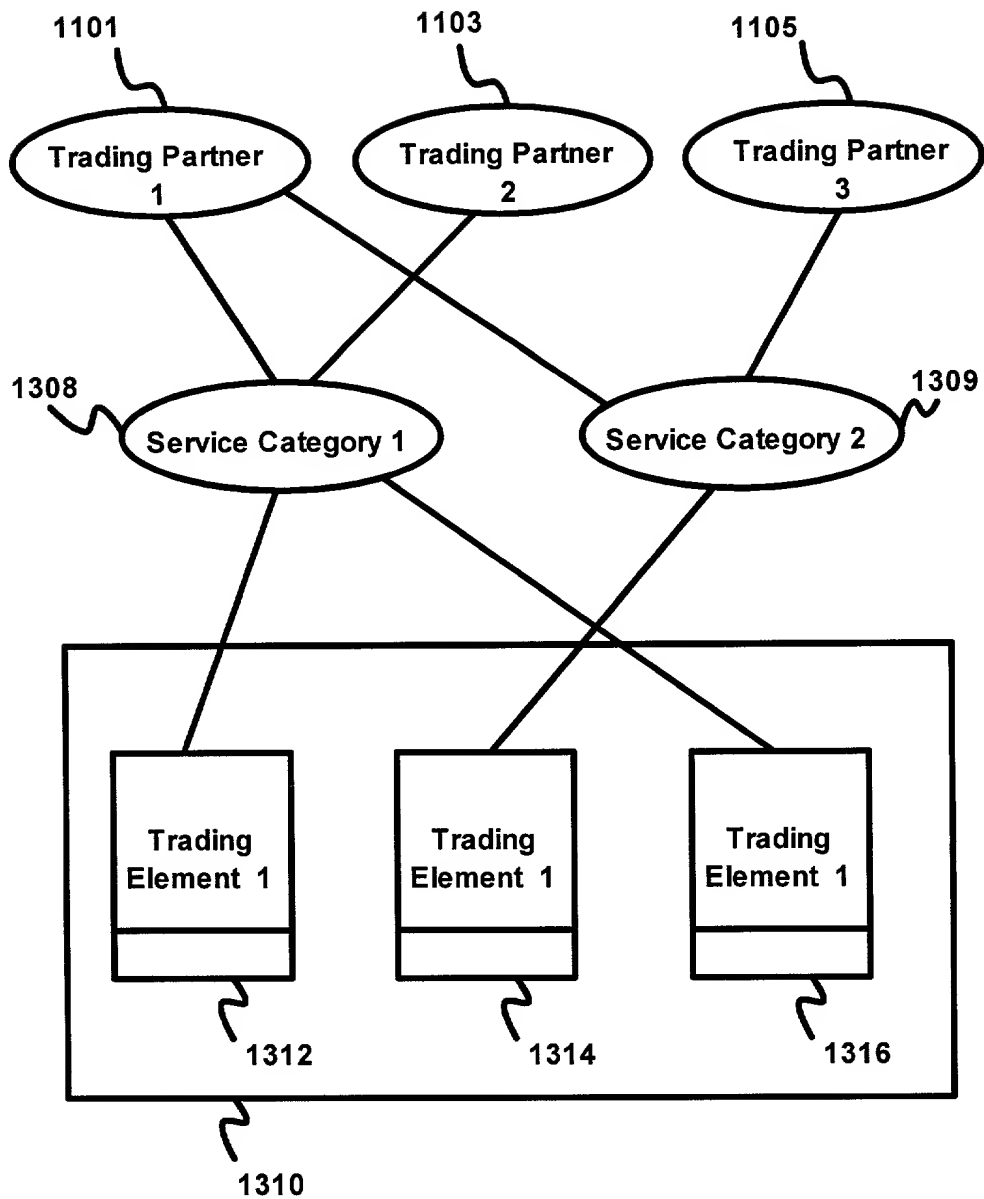 1101
1103
1105
Trading Partner
1
Trading Partner
2
Trading Partner
3
1308
1309
Service Category 1
Service Category 2
Trading
Element 1
Trading
Element 1
Trading
Element 1
1312
1314
1316
1310